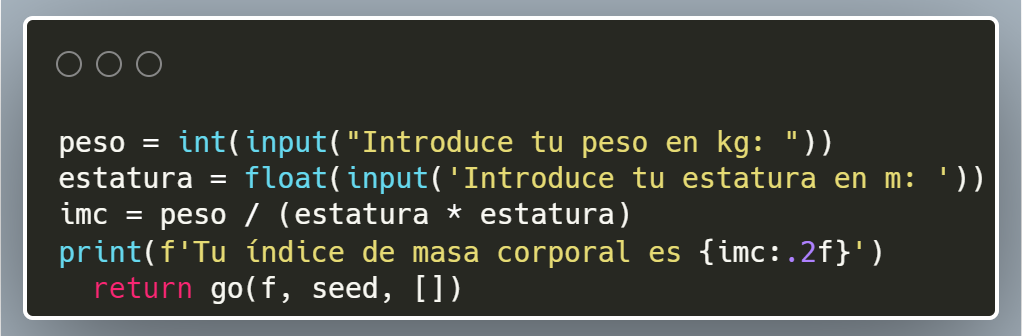 peso = int(input("Introduce tu peso en kg: "))
estatura = float(input('Introduce tu estatura en m: '))
imc = peso / (estatura * estatura)
print(f'Tu índice de masa corporal es {imc:.2f}')
  return go(f, seed, [])